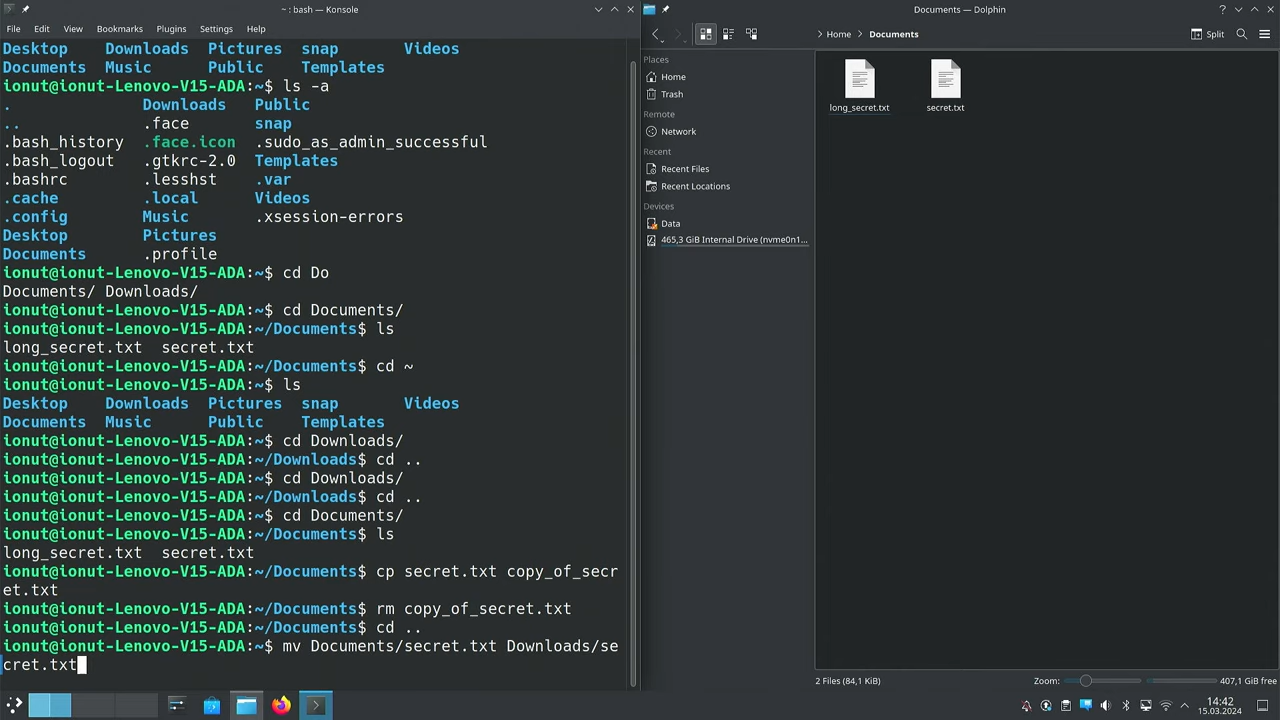 ~ : bash — Konsole
File Edit View Bookmarks Plugins Settings Help
Desktop Downloads Pictures snap Videos
Documents Music Public Templates
ionut@ionut-Lenovo-V15-ADA:~$ ls -a
. Downloads Public
.. .face snap
.bash_history .face.icon .sudo_as_admin_successful
.bash_logout .gtkrc-2.0 Templates
.bashrc .lesshst .var
.cache .local Videos
.config Music .xsession-errors
Desktop Pictures
Documents .profile
ionut@ionut-Lenovo-V15-ADA:~$ cd Do
Documents/ Downloads/
ionut@ionut-Lenovo-V15-ADA:~$ cd Documents/
ionut@ionut-Lenovo-V15-ADA:~/Documents$ ls
long_secret.txt secret.txt
ionut@ionut-Lenovo-V15-ADA:~/Documents$ cd ~
ionut@ionut-Lenovo-V15-ADA:~$ ls
Desktop Downloads Pictures snap Videos
Documents Music Public Templates
ionut@ionut-Lenovo-V15-ADA:~$ cd Downloads/
ionut@ionut-Lenovo-V15-ADA:~/Downloads$ cd ..
ionut@ionut-Lenovo-V15-ADA:~$ cd Downloads/
ionut@ionut-Lenovo-V15-ADA:~/Downloads$ cd ..
ionut@ionut-Lenovo-V15-ADA:~$ cd Documents/
ionut@ionut-Lenovo-V15-ADA:~/Documents$ ls
long_secret.txt secret.txt
ionut@ionut-Lenovo-V15-ADA:~/Documents$ cp secret.txt copy_of_secr
et.txt
ionut@ionut-Lenovo-V15-ADA:~/Documents$ rm copy_of_secret.txt
ionut@ionut-Lenovo-V15-ADA:~/Documents$ cd ..
ionut@ionut-Lenovo-V15-ADA:~$ mv Documents/secret.txt Downloads/se
cret.txt
Documents — Dolphin
Home Documents
Split
Places
Home
Trash
Remote
Network
Recent
Recent Files
Recent Locations
Devices
Data
465,3 GiB Internal Drive (nvme0n1...
long_secret.txt
secret.txt
2 Files (84,1 KiB)
Zoom:
407,1 GiB free
14:42
15.03.2024